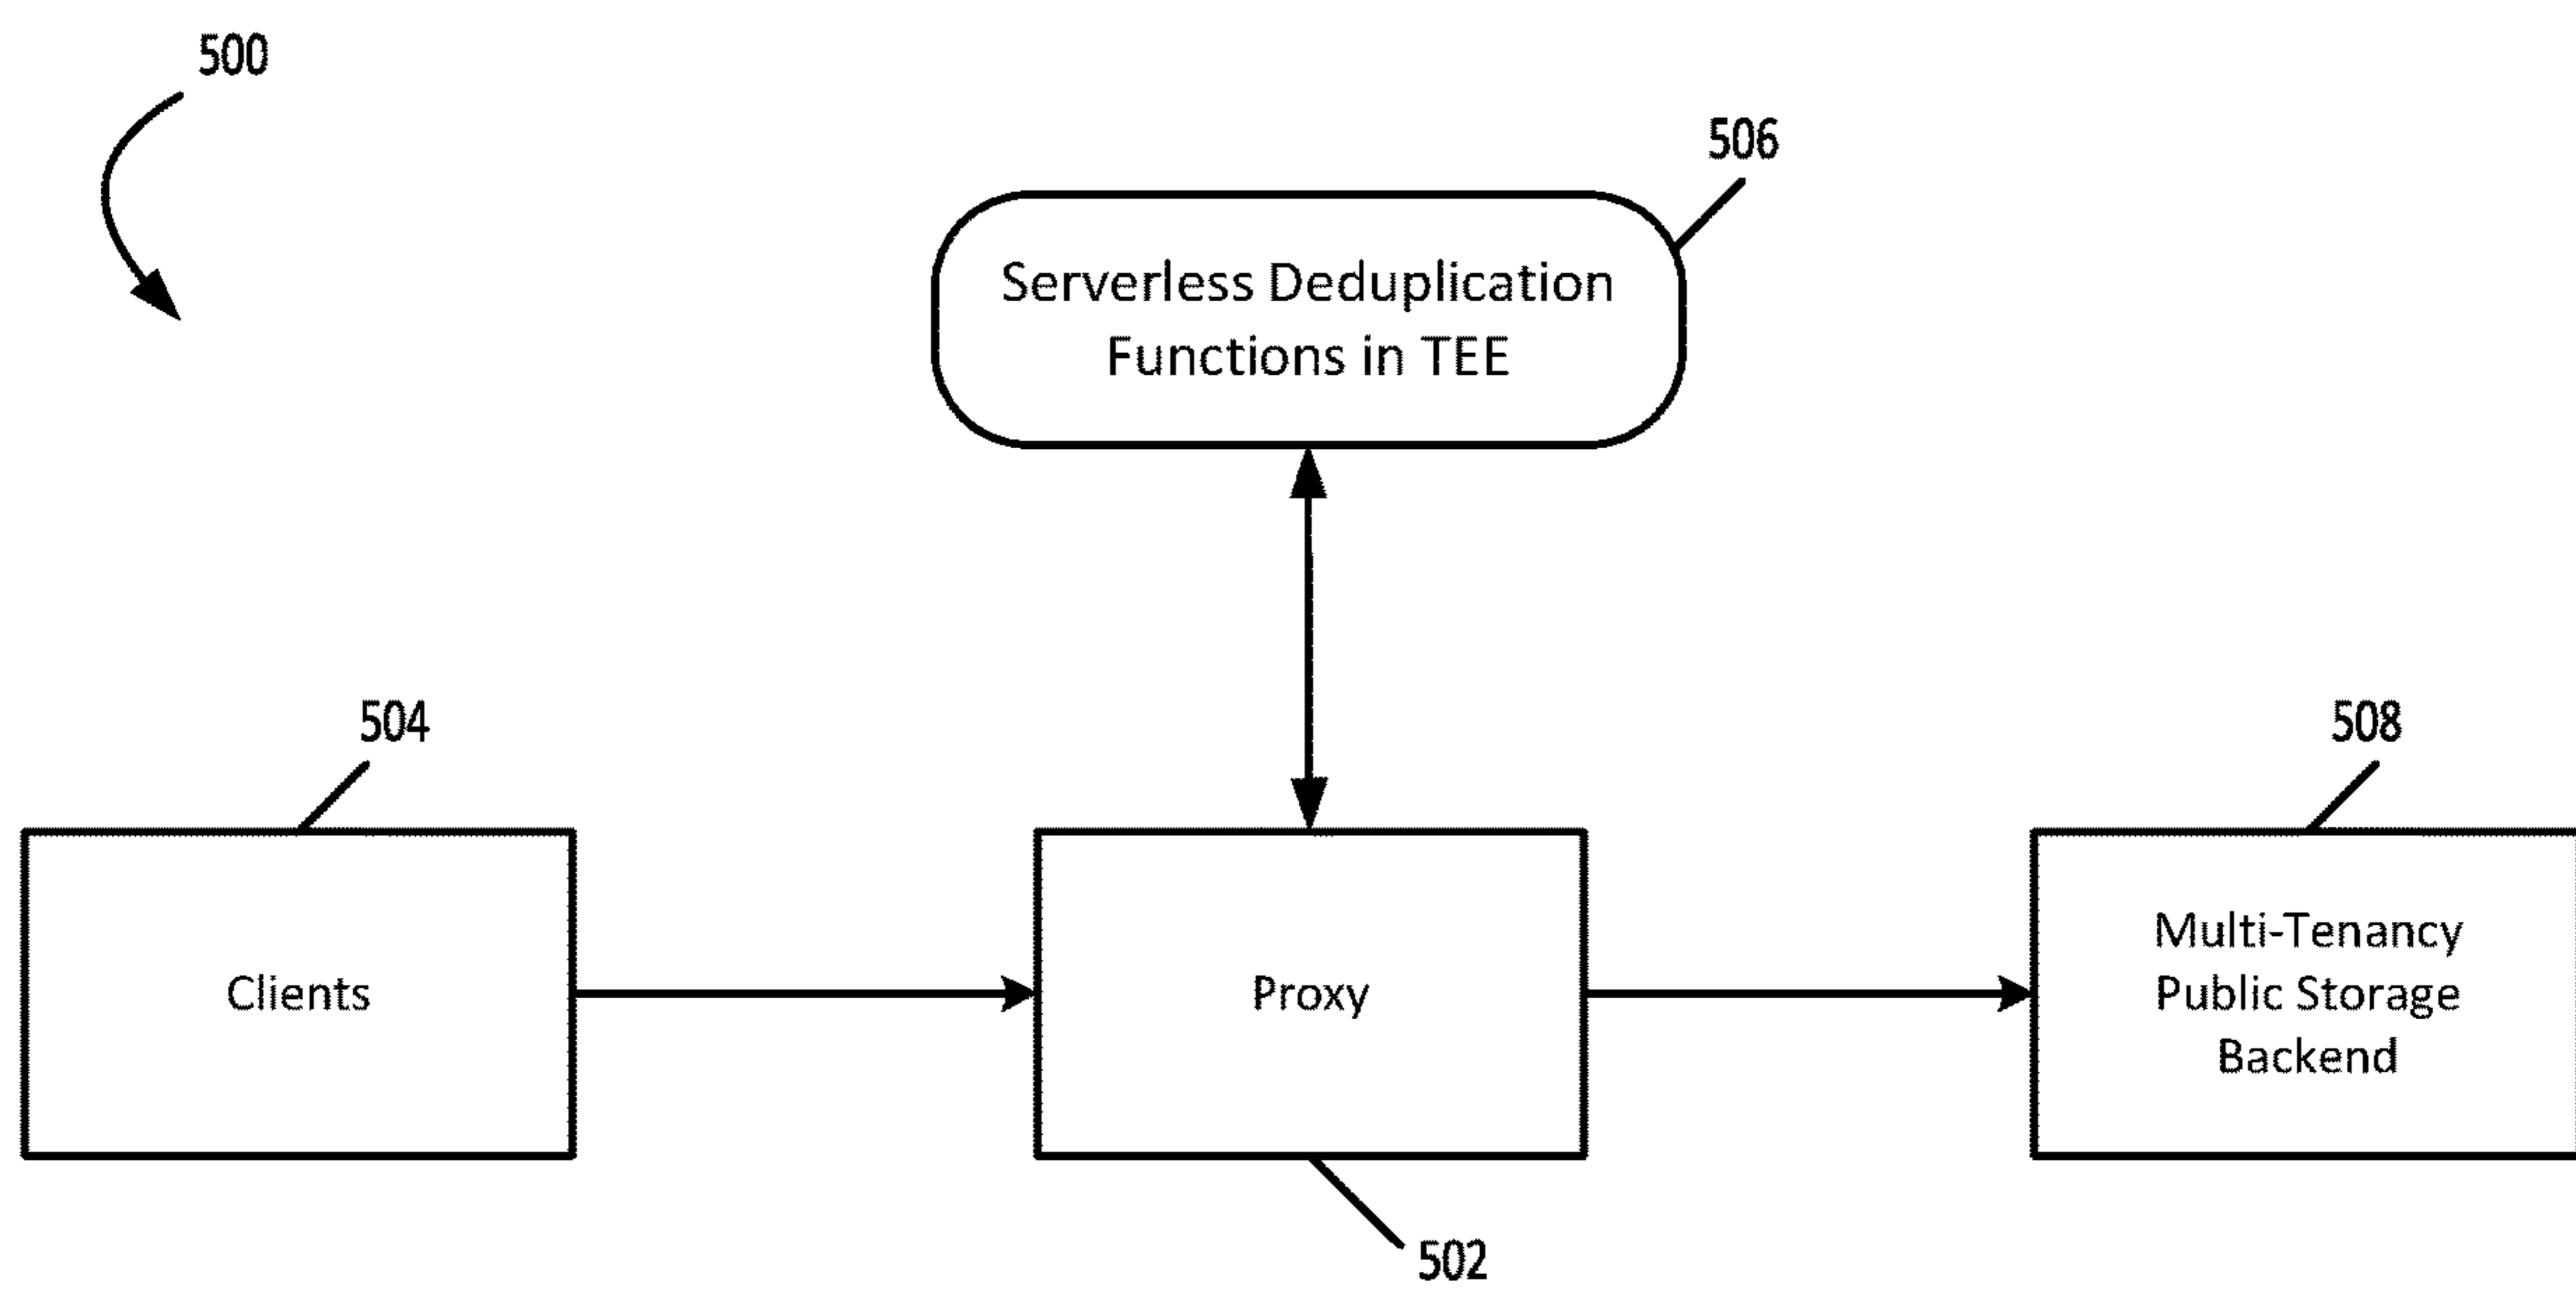 500
506
Serverless Deduplication
Functions in TEE
504
508
Clients
Proxy
Multi-Tenancy
Public Storage
Backend
502